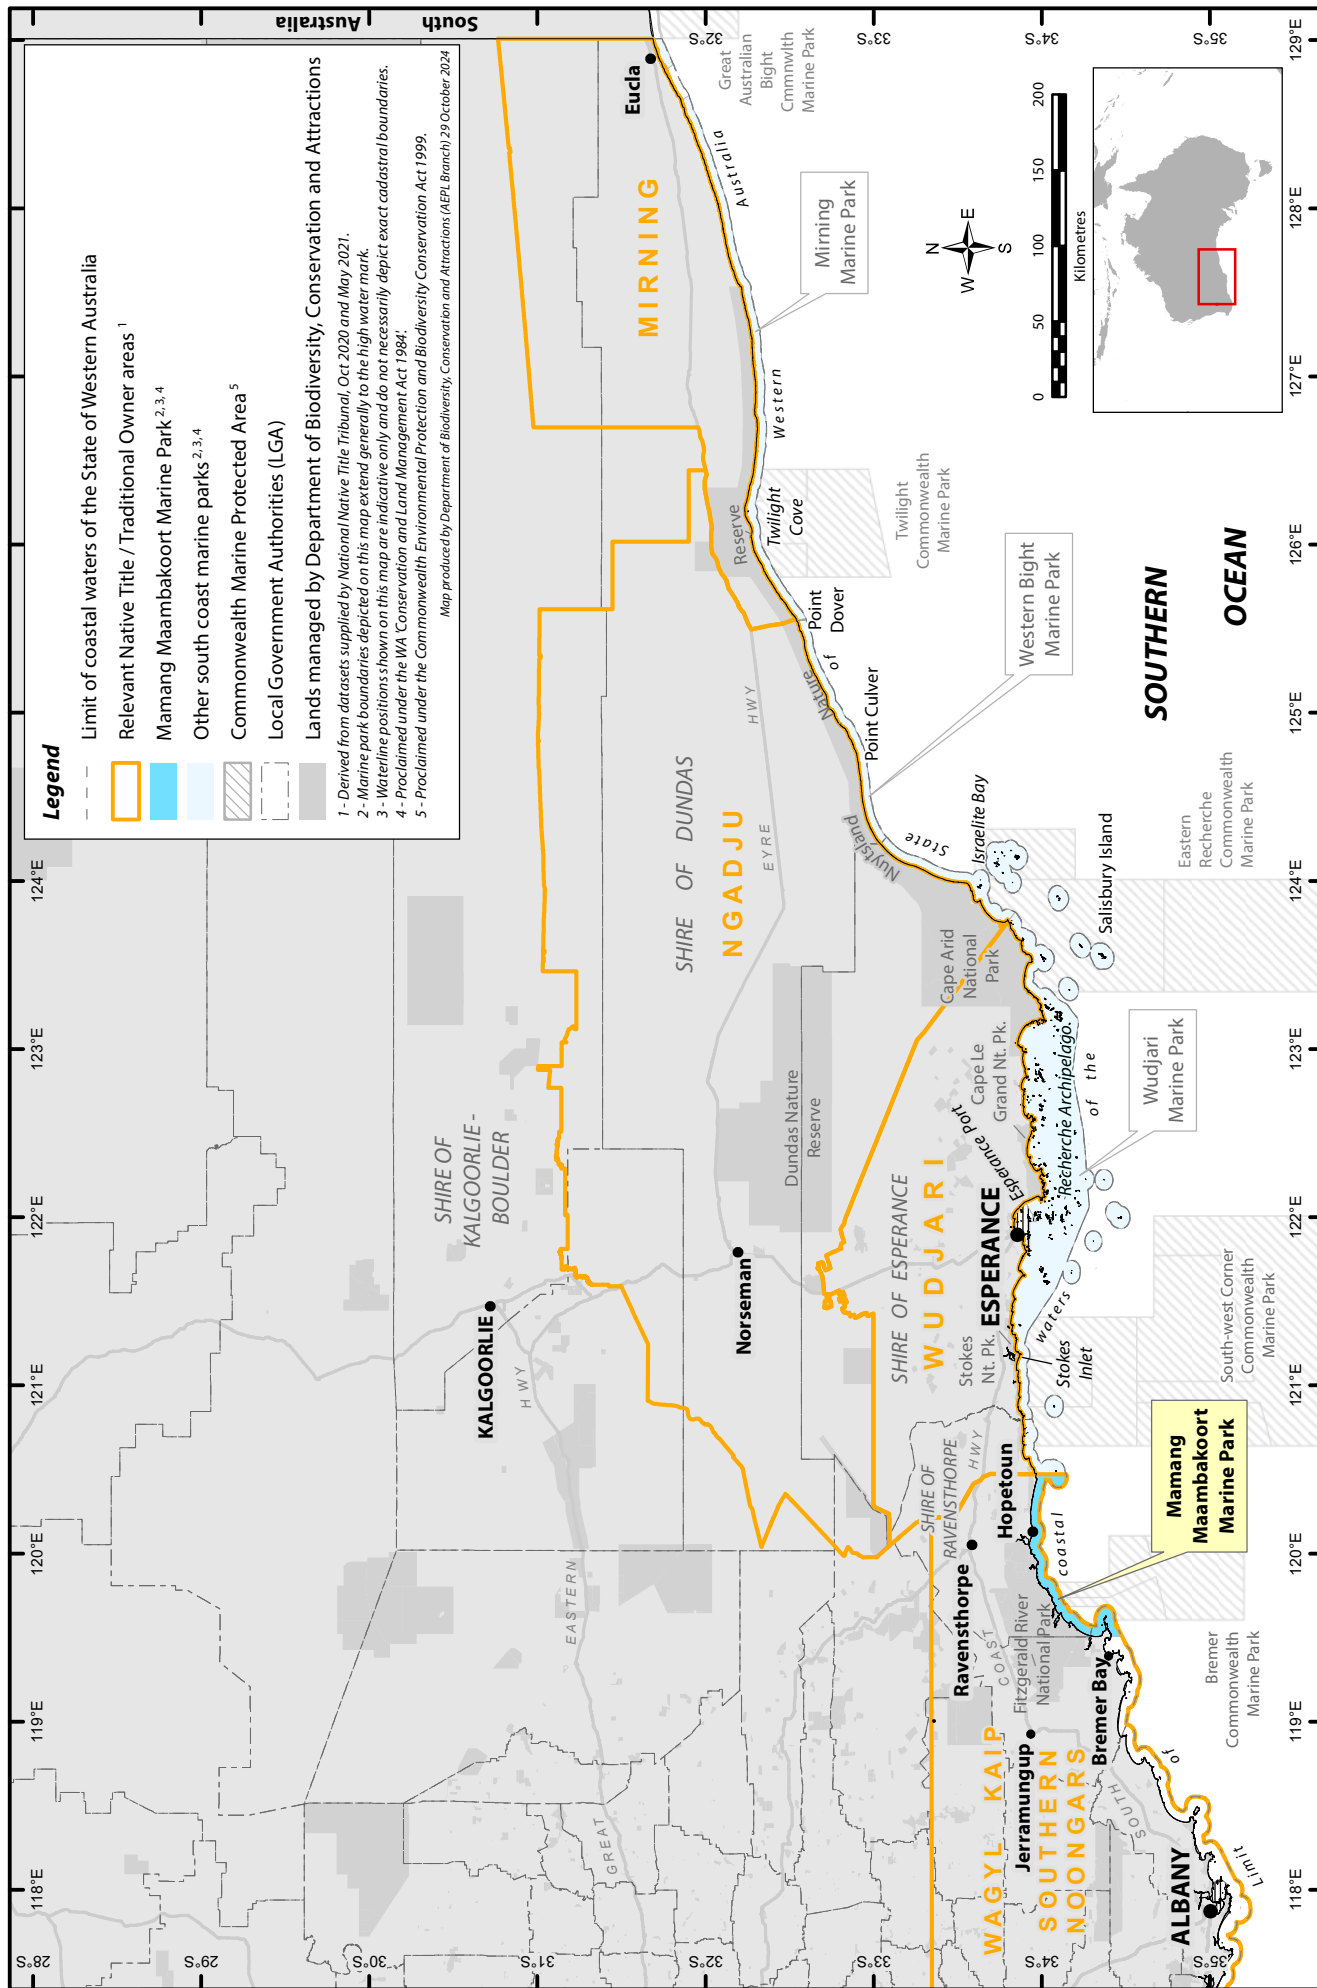 Legend
Limit of coastal waters of the State of Western Australia
Relevant Native Title / Traditional Owner areas 1
Mamang Maambakoort Marine Park 2, 3, 4
Other south coast marine parks 2, 3, 4
Commonwealth Marine Protected Area 5
Local Government Authorities (LGA)
Lands managed by Department of Biodiversity, Conservation and Attractions
1 - Derived from datasets supplied by National Native Title Tribunal, Oct 2020 and May 2021.
2 - Marine park boundaries depicted on this map extend generally to the high water mark.
3 - Waterline positions shown on this map are indicative only and do not necessarily depict exact cadastral boundaries.
4 - Proclaimed under the WA 'Conservation and Land Management Act 1984'.
5 - Proclaimed under the Commonwealth Environmental Protection and Biodiversity Conservation Act 1999.
Map produced by Department of Biodiversity, Conservation and Attractions (AEPL Branch) 29 October 2024
South
Australia
118°E
119°E
120°E
121°E
122°E
123°E
124°E
28°S
29°S
30°S
31°S
32°S
33°S
34°S
35°S
32°S
33°S
34°S
35°S
118°E
119°E
120°E
121°E
122°E
123°E
124°E
125°E
126°E
127°E
128°E
129°E
SHIRE OF
KALGOORLIE-
BOULDER
KALGOORLIE
HWY
EASTERN
GREAT
Norseman
SHIRE OF DUNDAS
NGADJU
EYRE
HWY
Dundas Nature
Reserve
MIRNING
Eucla
Great
Australian
Bight
Cmmnwlth
Marine Park
Mirning
Marine Park
Western
Australia
Twilight
Cove
Twilight
Commonwealth
Marine Park
Nuytsland
Nature
Reserve
Point
Dover
of
Point Culver
State
Western Bight
Marine Park
Israelite Bay
Salisbury Island
Eastern
Recherche
Commonwealth
Marine Park
SOUTHERN
OCEAN
Cape Arid
National
Park
Cape Le
Grand Nt. Pk.
Esperance Port
ESPERANCE
Recherche Archipelago
of the
Wudjari
Marine Park
SHIRE OF ESPERANCE
WUDJARI
Stokes
Nt. Pk.
Stokes
Inlet
waters
South-west Corner
Commonwealth
Marine Park
SHIRE OF
RAVENSTHORPE
HWY
Hopetoun
Ravensthorpe
coastal
Mamang
Maambakoort
Marine Park
COAST
Fitzgerald River
National Park
Bremer Bay
Bremer
Commonwealth
Marine Park
WAGYL KAIP
SOUTHERN
NOONGARS
Jerramungup
SOUTH
of
ALBANY
Limit
N
E
S
W
0
50
100
150
200
Kilometres